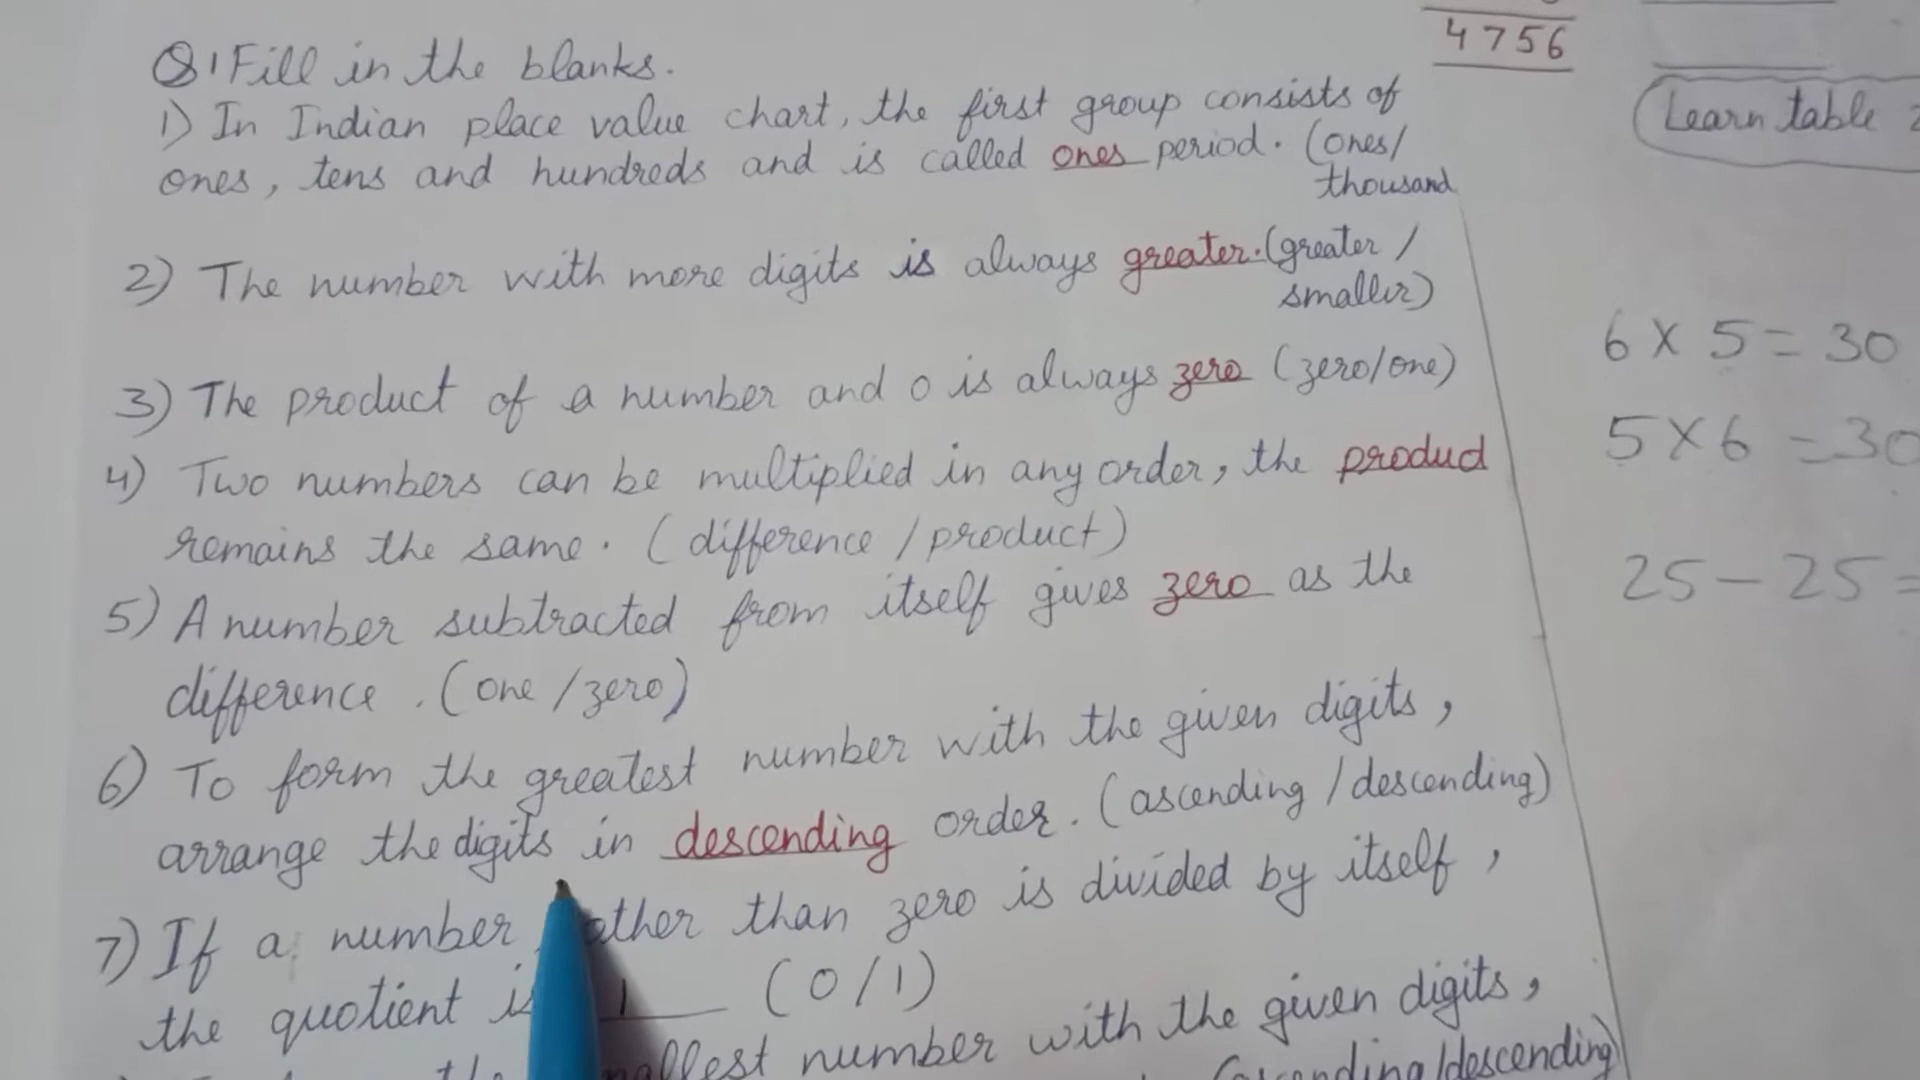 4756
Learn table
Q1 Fill in the blanks.
1) In Indian place value chart, the first group consists of
ones, tens and hundreds and is called ones period. (ones/
thousand
2) The number with more digits is always greater. (greater /
smaller)
3) The product of a number and 0 is always zero (zero/one)
4) Two numbers can be multiplied in any order, the product
remains the same. (difference / product)
5) A number subtracted from itself gives zero as the
difference. (one / zero)
6) To form the greatest number with the given digits,
arrange the digits in descending order. (ascending / descending)
7) If a number, other than zero is divided by itself,
the quotient is 1 (0/1)
number with the given digits,
/descending)
6 X 5 = 30
5 X 6 = 30
25 - 25 =